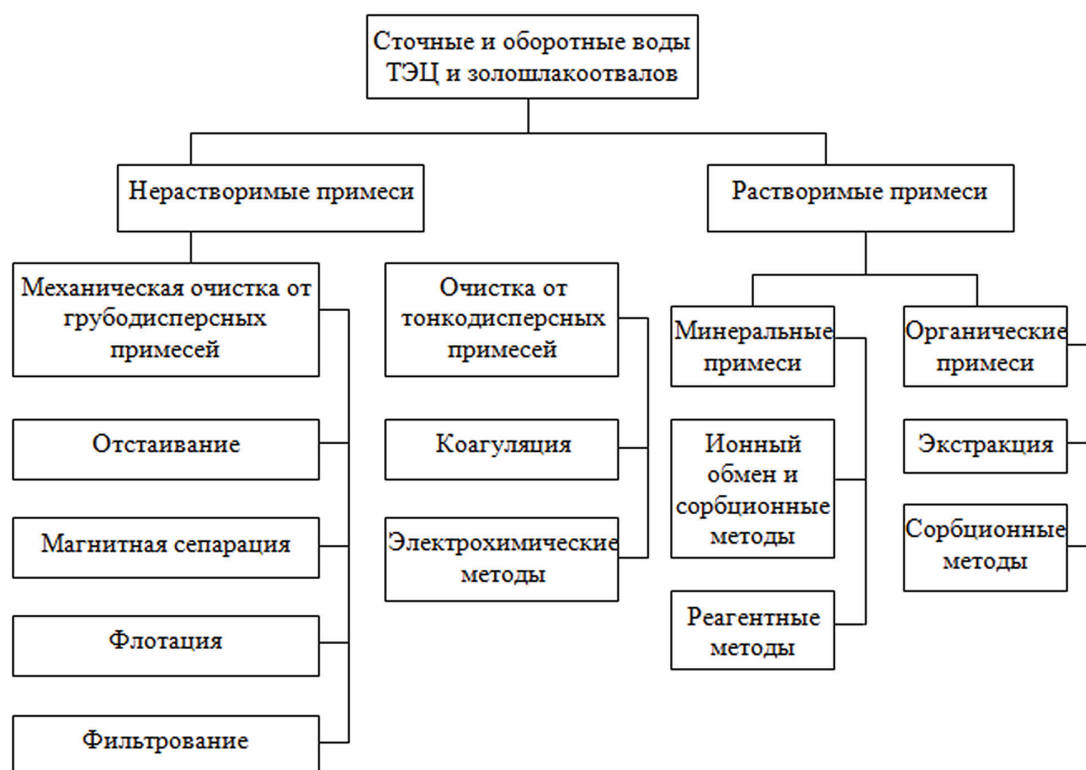 Сточные и оборотные воды
ТЭЦ и золошлакоотвалов
Нерастворимые примеси
Растворимые примеси
Механическая очистка от
грубодисперсных
примесей
Очистка от
тонкодисперсных
примесей
Минеральные
примеси
Органические
примеси
Отстаивание
Коагуляция
Ионный
обмен и
сорбционные
методы
Экстракция
Магнитная сепарация
Электрохимические
методы
Сорбционные
методы
Флотация
Реагентные
методы
Фильтрование